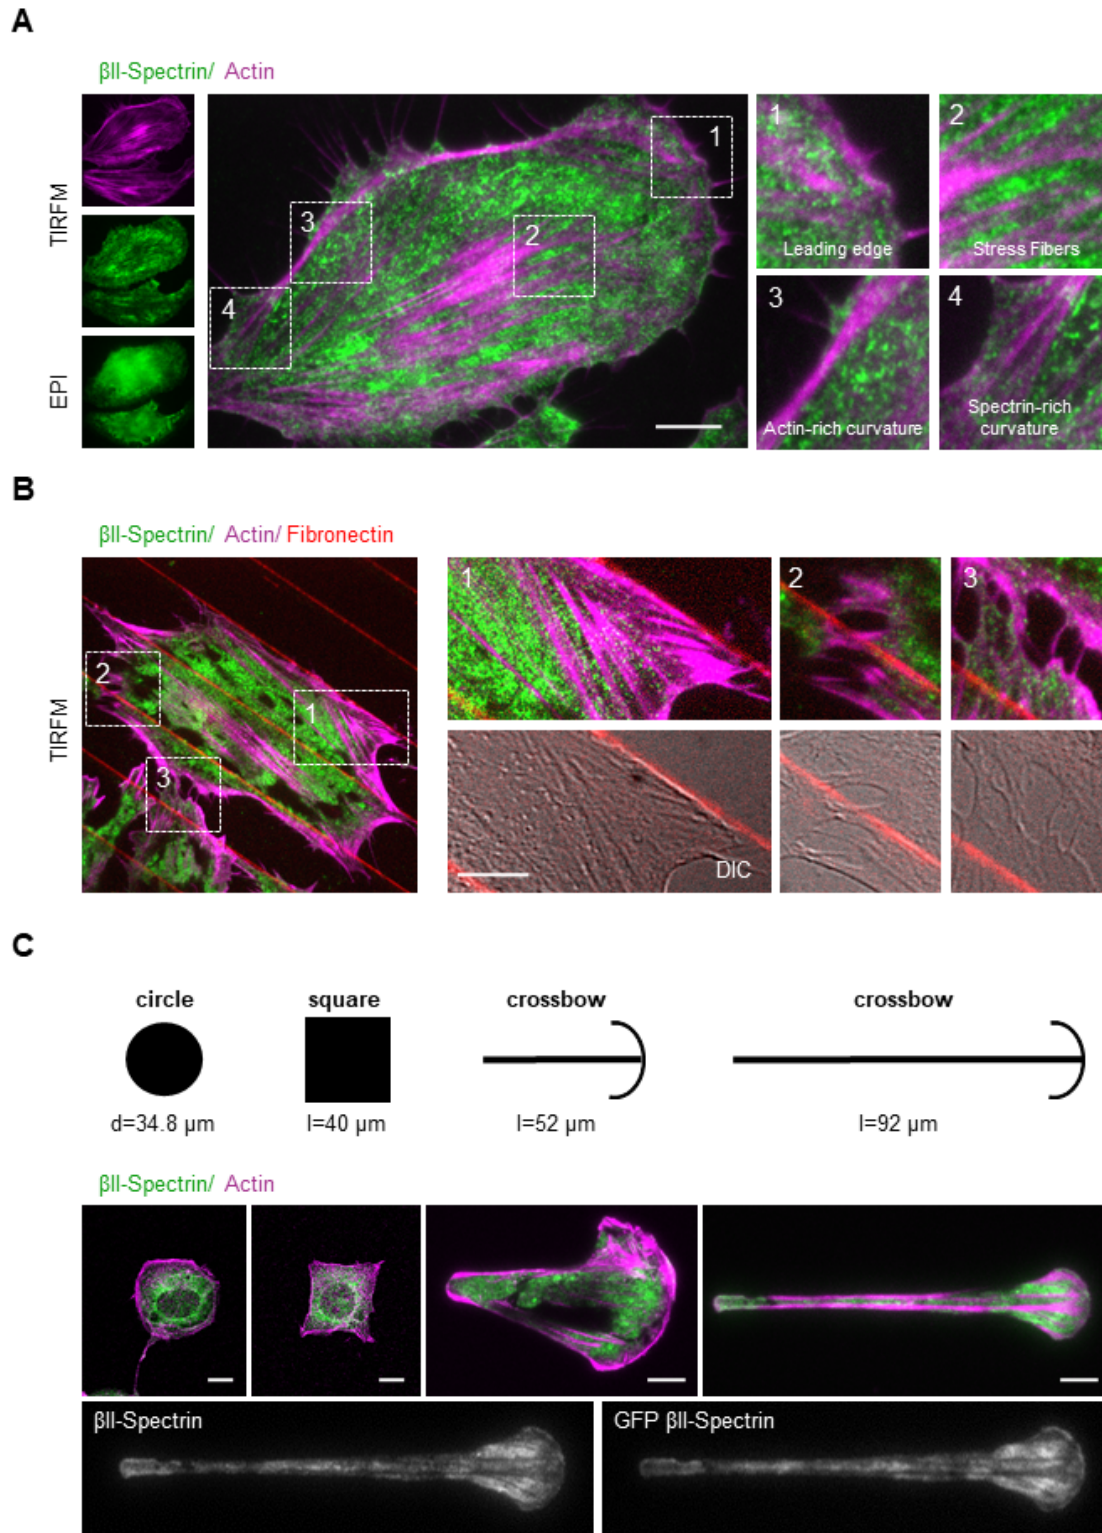 A
βII-Spectrin/ Actin
TIRFM
EPI
1
2
3
4
1
Leading edge
2
Stress Fibers
3
Actin-rich curvature
4
Spectrin-rich
curvature
B
βII-Spectrin/ Actin/ Fibronectin
TIRFM
1
2
3
1
2
3
DIC
C
circle
square
crossbow
crossbow
d=34.8 µm
l=40 µm
l=52 µm
l=92 µm
βII-Spectrin/ Actin
βII-Spectrin
GFP βII-Spectrin